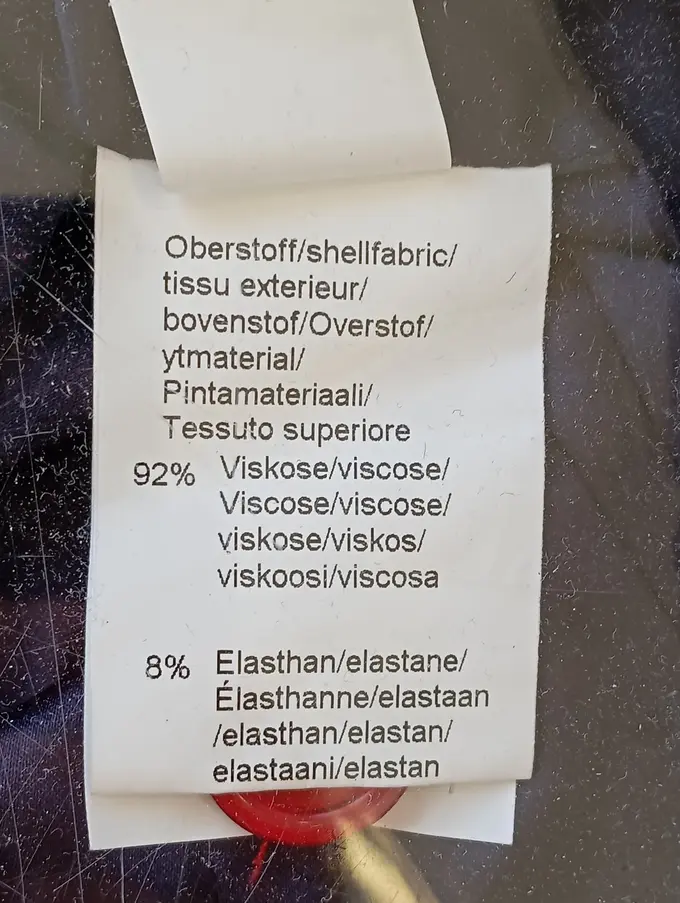 Oberstoff/shellfabric/
tissu exterieur/
bovenstof/Overstof/
ytmaterial/
Pintamateriaali/
Tessuto superiore
92% Viskose/viscose/
Viscose/viscose/
viskose/viskos/
viskoosi/viscosa
8% Elasthan/elastane/
Élasthanne/elastaan
/elasthan/elastan/
elastaani/elastan